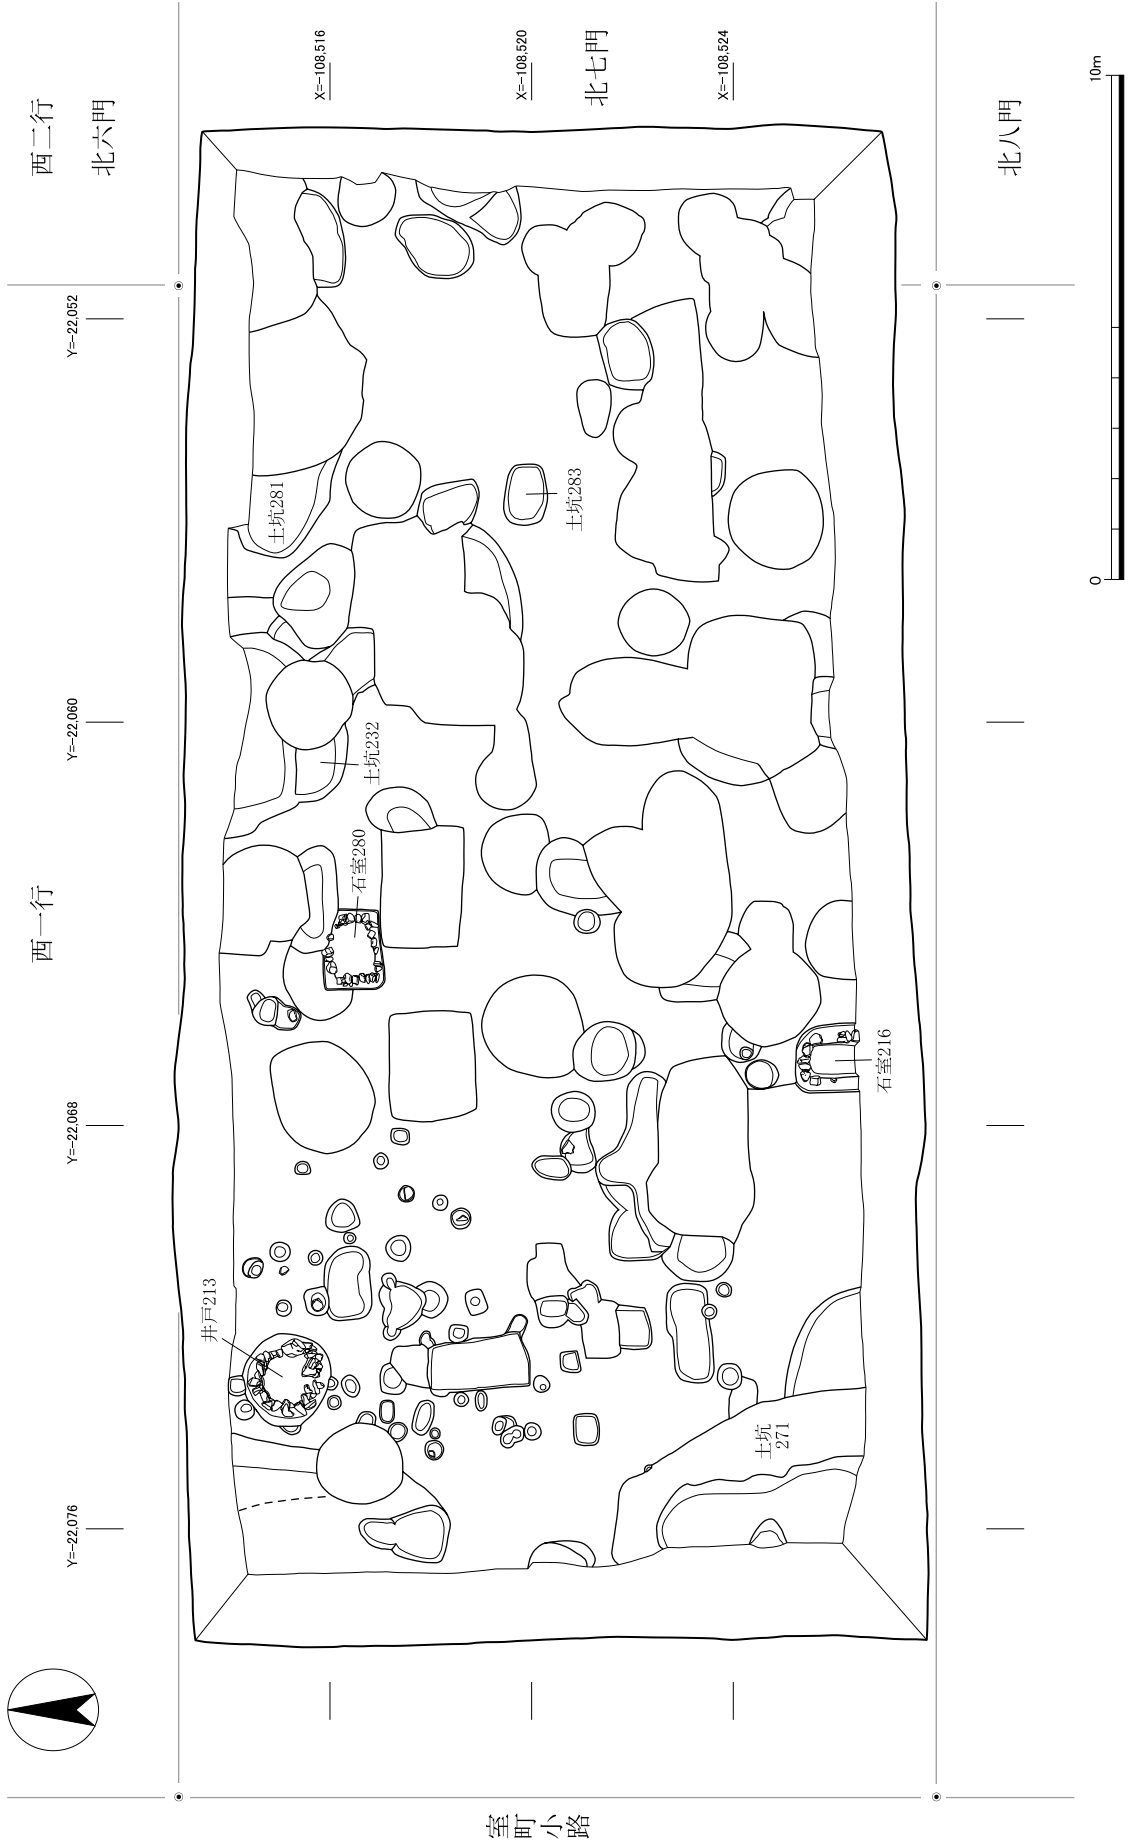 西二行
北六門
X=-108,516
X=-108,520
北七門
X=-108,524
北八門
10m
0
Y=-22,052
土坑281
土坑283
Y=-22,060
土坑232
石室280
西一行
石室216
Y=-22,068
井戸213
土坑
271
Y=-22,076
室町小路